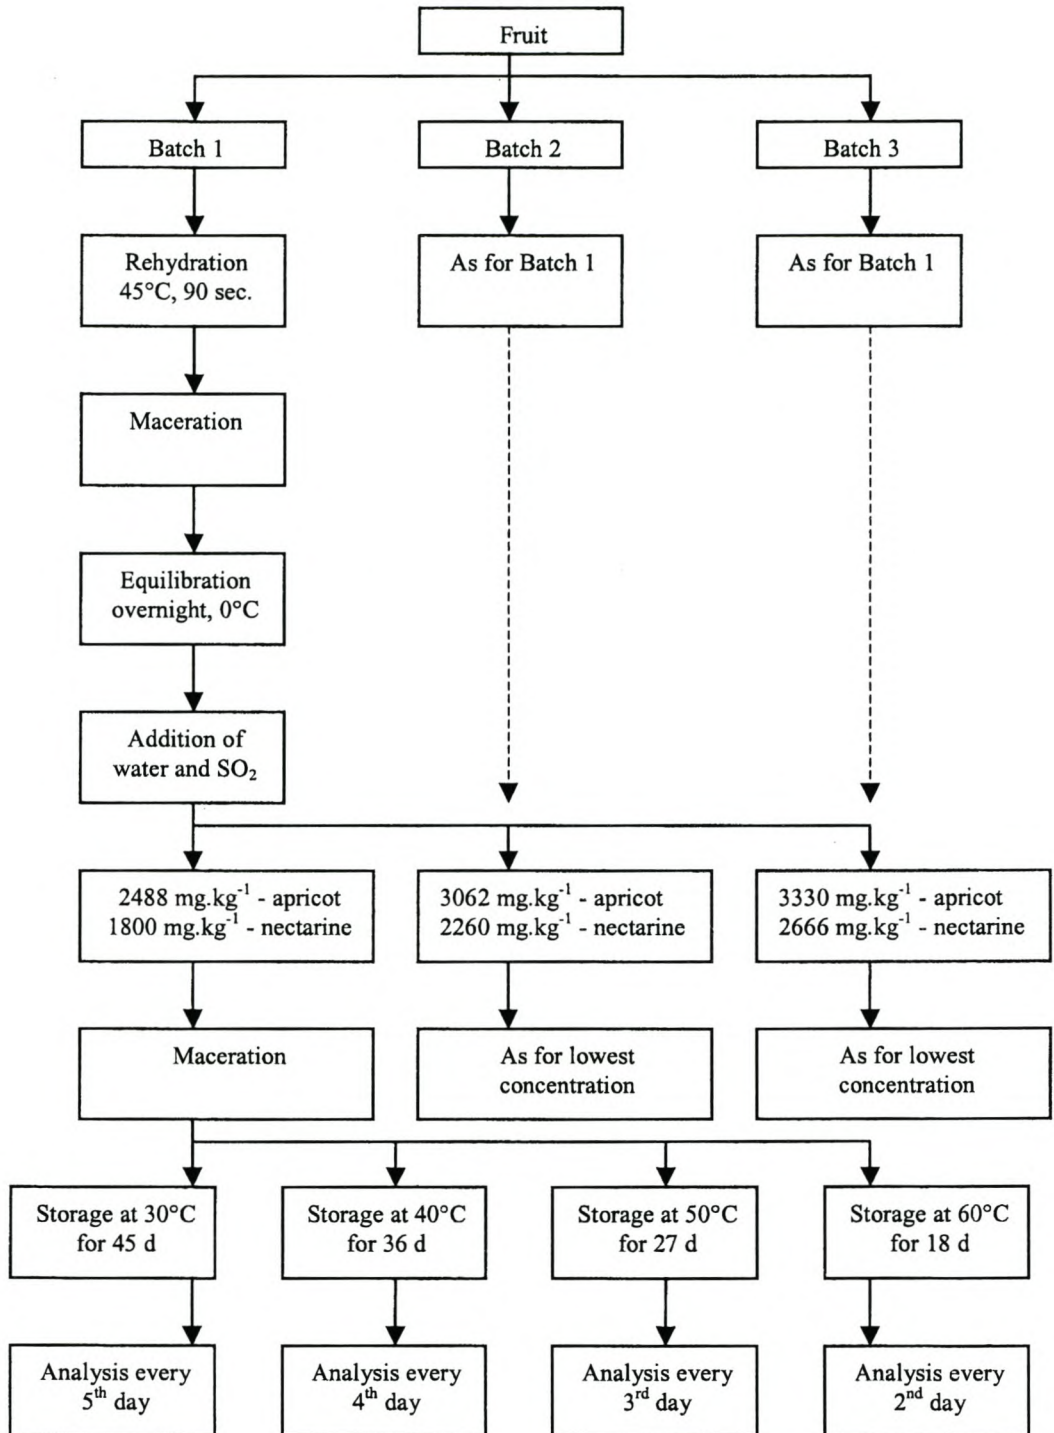 Fruit
Batch 1
Batch 2
Batch 3
Rehydration
45°C, 90 sec.
As for Batch 1
As for Batch 1
Maceration
Equilibration
overnight, 0°C
Addition of
water and SO₂
2488 mg.kg⁻¹ - apricot
1800 mg.kg⁻¹ - nectarine
3062 mg.kg⁻¹ - apricot
2260 mg.kg⁻¹ - nectarine
3330 mg.kg⁻¹ - apricot
2666 mg.kg⁻¹ - nectarine
Maceration
As for lowest
concentration
As for lowest
concentration
Storage at 30°C
for 45 d
Storage at 40°C
for 36 d
Storage at 50°C
for 27 d
Storage at 60°C
for 18 d
Analysis every
5th day
Analysis every
4th day
Analysis every
3rd day
Analysis every
2nd day